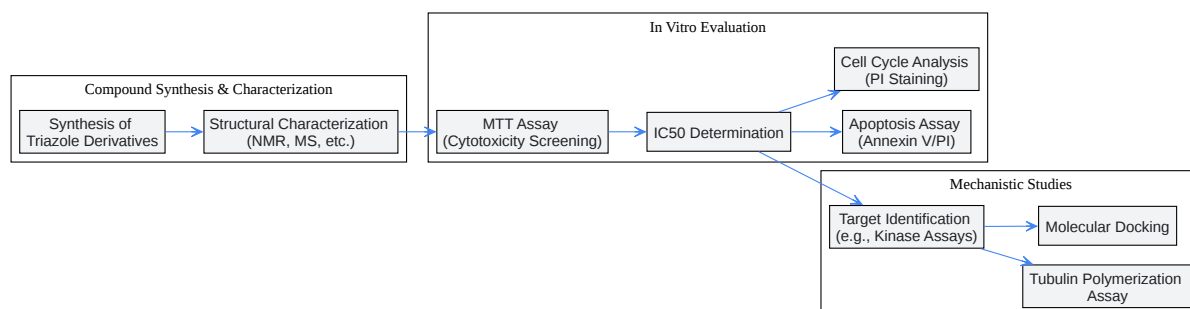 Compound Synthesis & Characterization
Synthesis of
Triazole Derivatives
Structural Characterization
(NMR, MS, etc.)
In Vitro Evaluation
MTT Assay
(Cytotoxicity Screening)
IC50 Determination
Cell Cycle Analysis
(PI Staining)
Apoptosis Assay
(Annexin V/PI)
Mechanistic Studies
Target Identification
(e.g., Kinase Assays)
Molecular Docking
Tubulin Polymerization
Assay